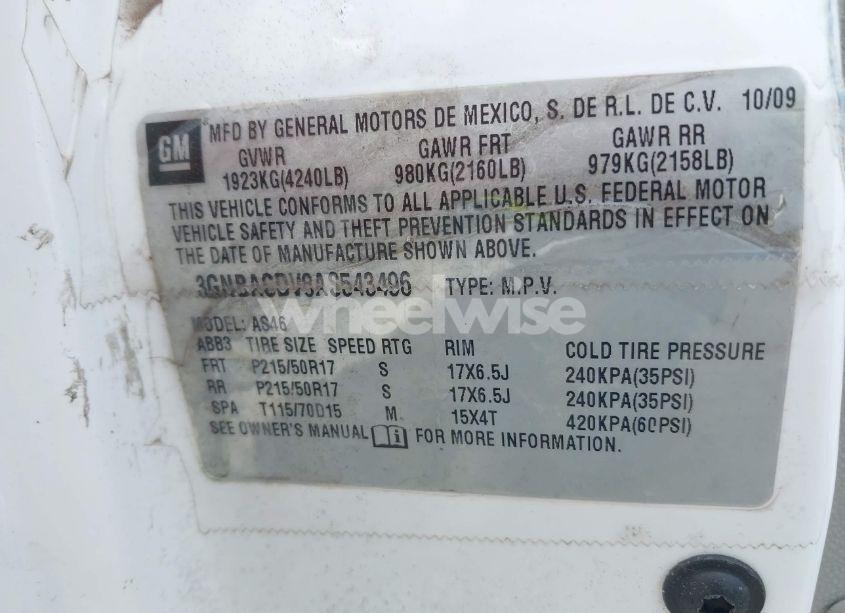 GM
MFD BY GENERAL MOTORS DE MEXICO, S. DE R.L. DE C.V. 10/09
GVWR GAWR FRT GAWR RR
1923KG(4240LB) 980KG(2160LB) 979KG(2158LB)
THIS VEHICLE CONFORMS TO ALL APPLICABLE U.S. FEDERAL MOTOR
VEHICLE SAFETY AND THEFT PREVENTION STANDARDS IN EFFECT ON
THE DATE OF MANUFACTURE SHOWN ABOVE.
TYPE: M.P.V.
wheelwise
MODEL: AS46
ABB3 TIRE SIZE SPEED RTG RIM COLD TIRE PRESSURE
FRT P215/50R17 S 17X6.5J 240KPA(35PSI)
RR P215/50R17 S 17X6.5J 240KPA(35PSI)
SPA T115/70D15 M 15X4T 420KPA(60PSI)
SEE OWNER'S MANUAL i FOR MORE INFORMATION.